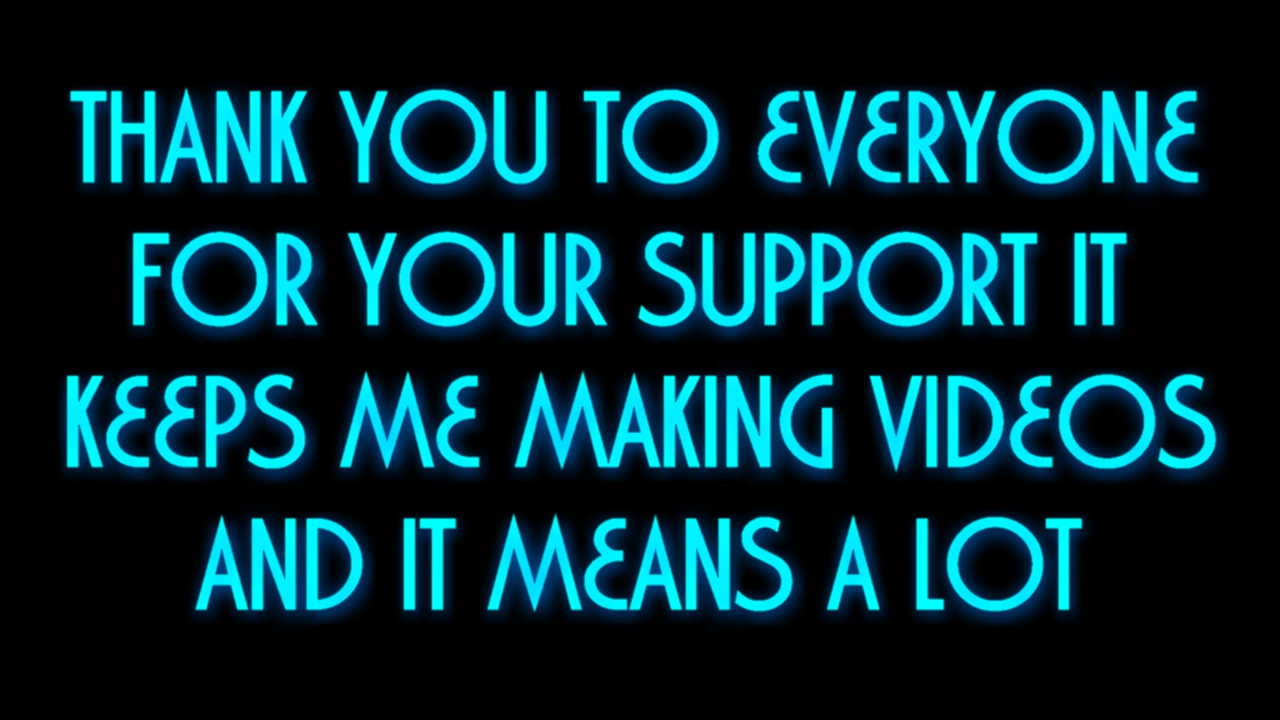 THANK YOU TO EVERYONE
FOR YOUR SUPPORT IT
KEEPS ME MAKING VIDEOS
AND IT MEANS A LOT